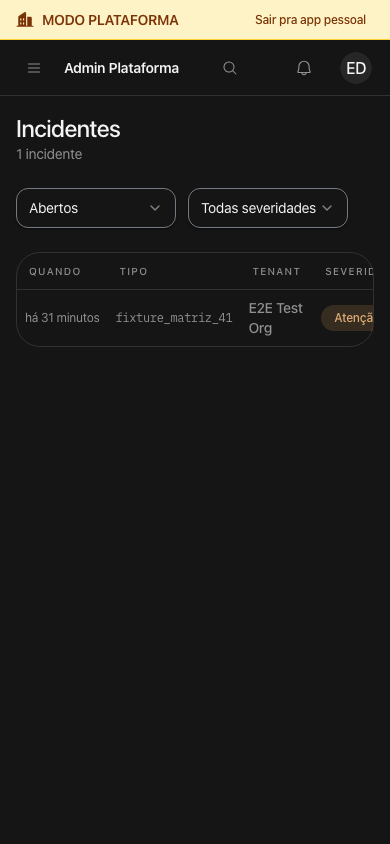 MODO PLATAFORMA
Sair pra app pessoal
Admin Plataforma
ED
Incidentes
1 incidente
Abertos
Todas severidades
QUANDO TIPO TENANT SEVERID
há 31 minutos fixture_matriz_41 E2E Test Org Atençã